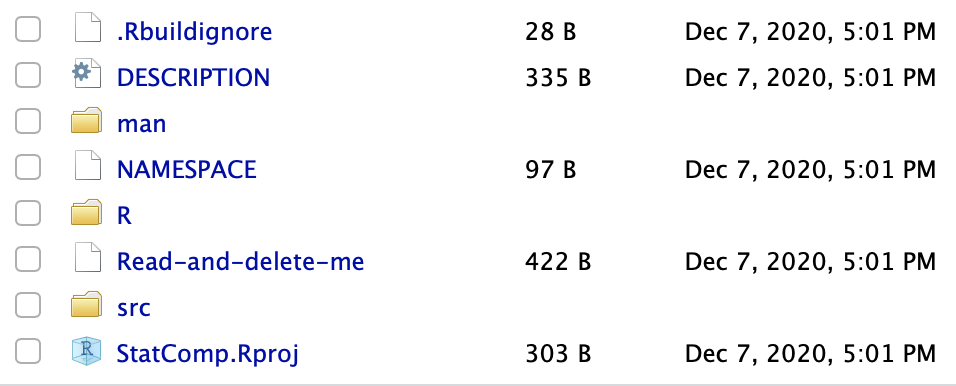 .Rbuildignore 28 B Dec 7, 2020, 5:01 PM
DESCRIPTION 335 B Dec 7, 2020, 5:01 PM
man
NAMESPACE 97 B Dec 7, 2020, 5:01 PM
R
Read-and-delete-me 422 B Dec 7, 2020, 5:01 PM
src
R StatComp.Rproj 303 B Dec 7, 2020, 5:01 PM